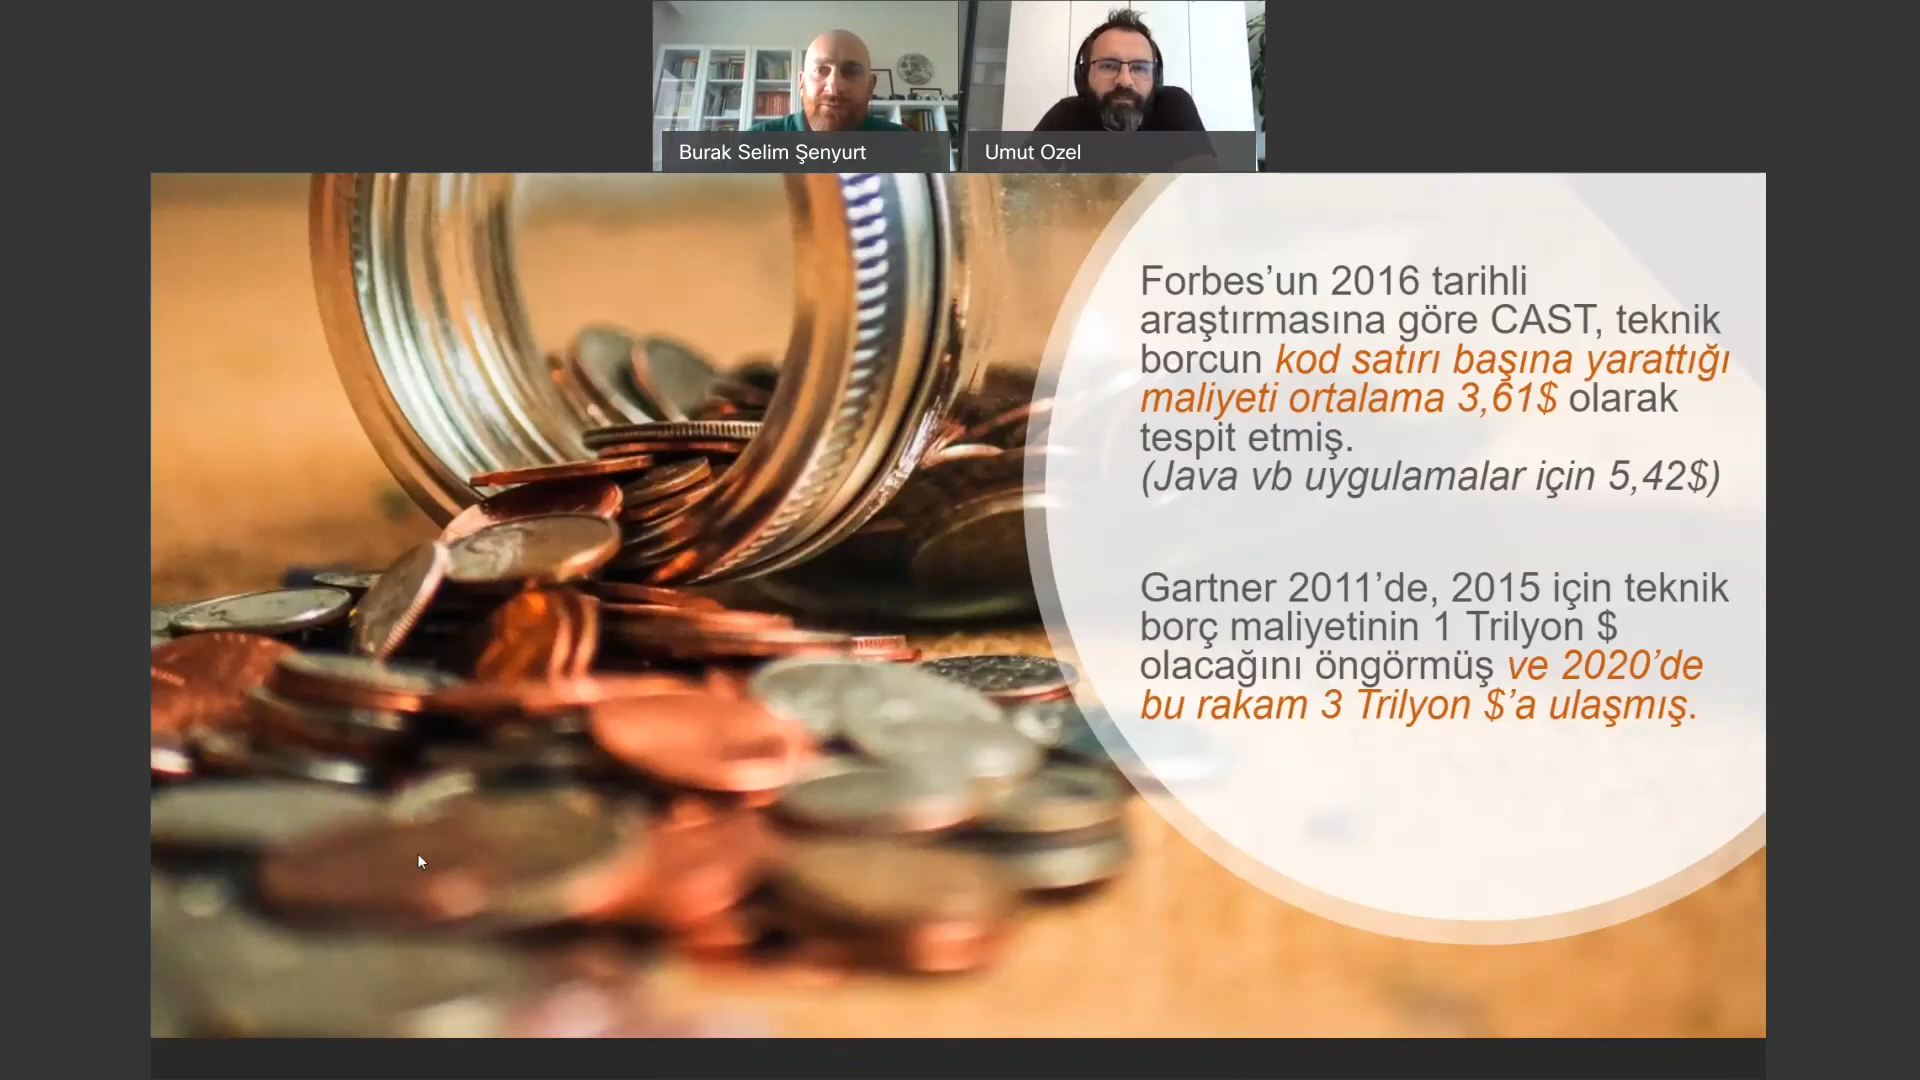 Burak Selim Şenyurt
Umut Ozel
Forbes’un 2016 tarihli
araştırmasına göre CAST, teknik
borcun kod satırı başına yarattığı
maliyeti ortalama 3,61$ olarak
tespit etmiş.
(Java vb uygulamalar için 5,42$)
Gartner 2011’de, 2015 için teknik
borç maliyetinin 1 Trilyon $
olacağını öngörmüş ve 2020’de
bu rakam 3 Trilyon $’a ulaşmış.